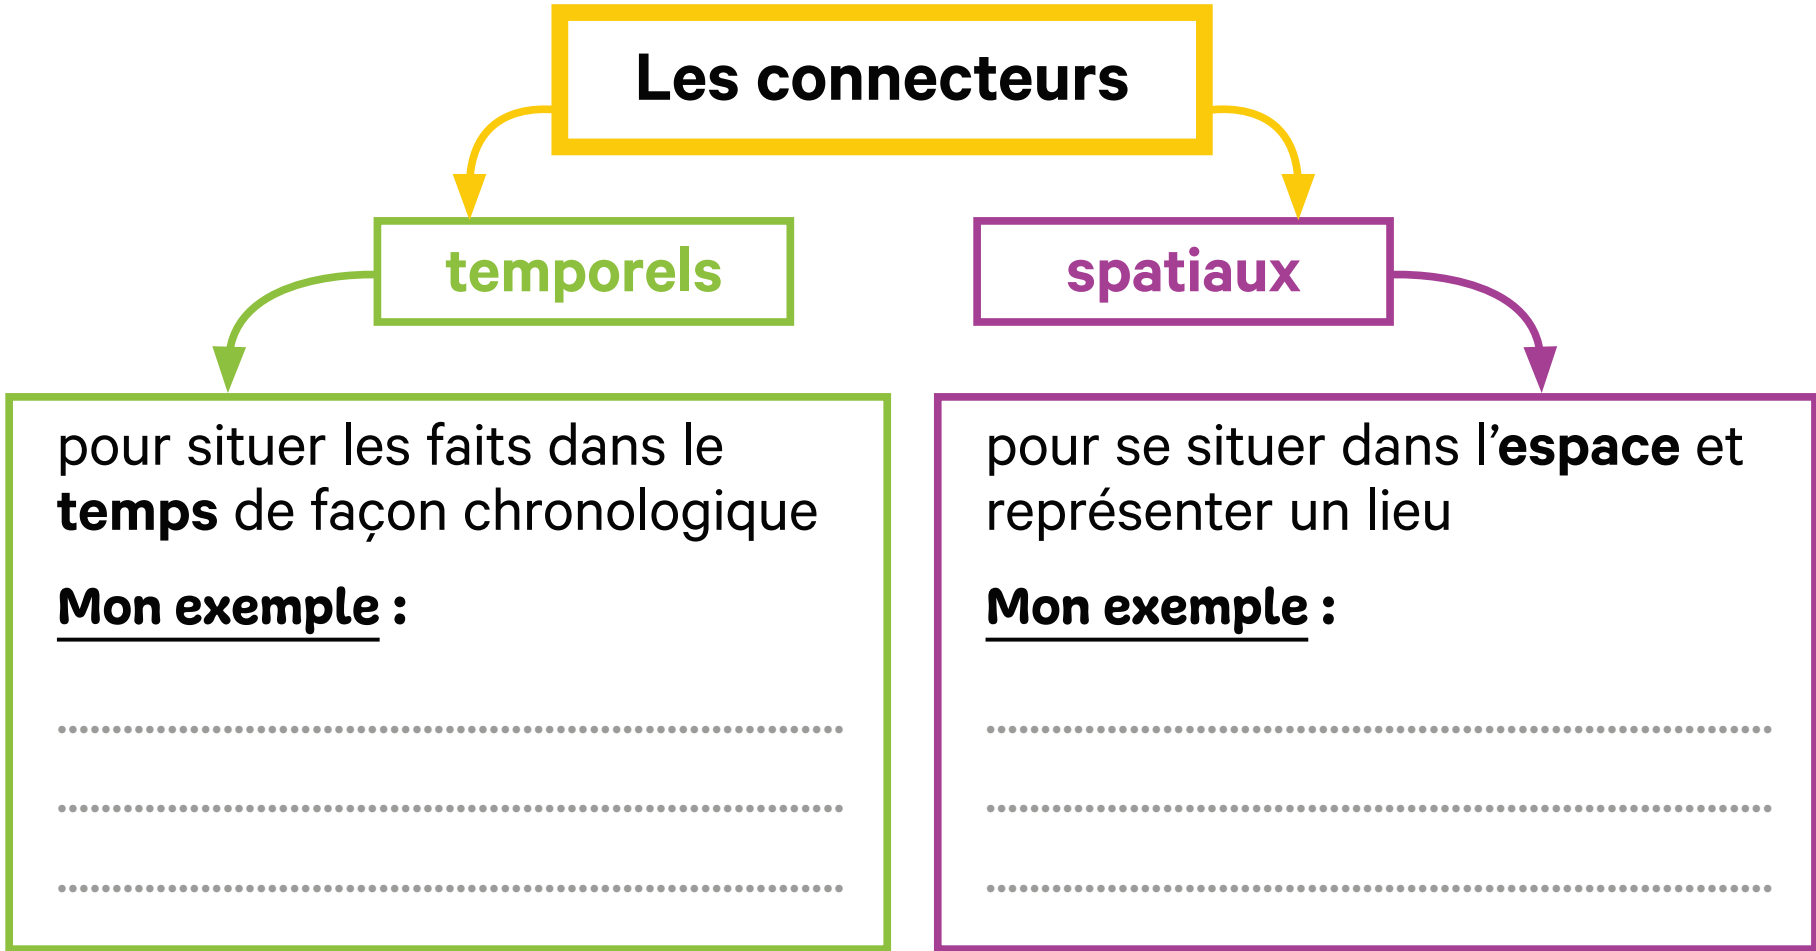 Les connecteurs
temporels
spatiaux
pour situer les faits dans le
temps de façon chronologique
Mon exemple :
pour se situer dans l’espace et
représenter un lieu
Mon exemple :